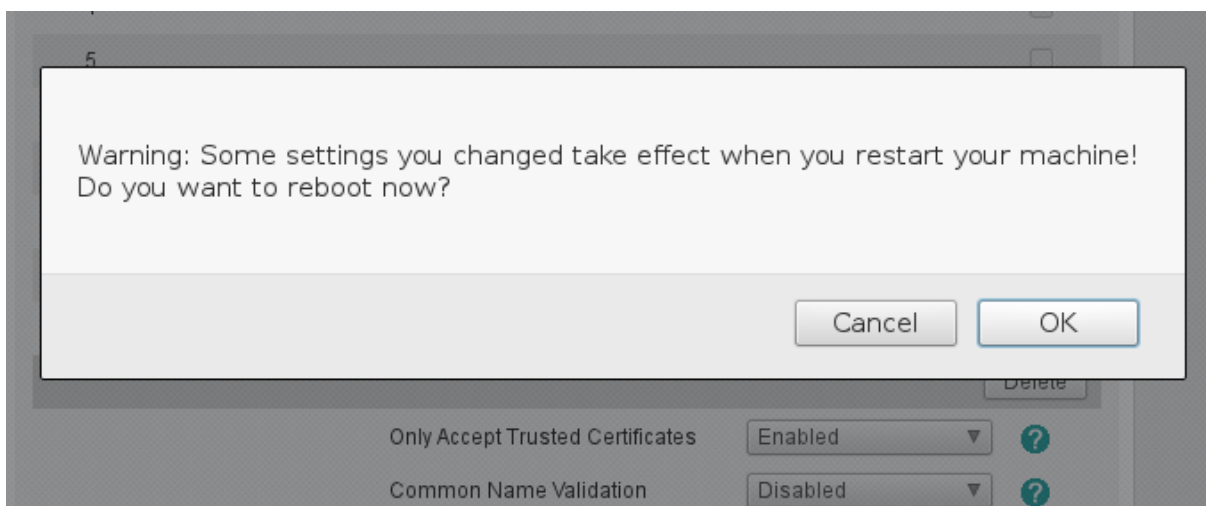 5
Warning: Some settings you changed take effect when you restart your machine!
Do you want to reboot now?
Cancel OK
Delete
Only Accept Trusted Certificates Enabled ?
Common Name Validation Disabled ?